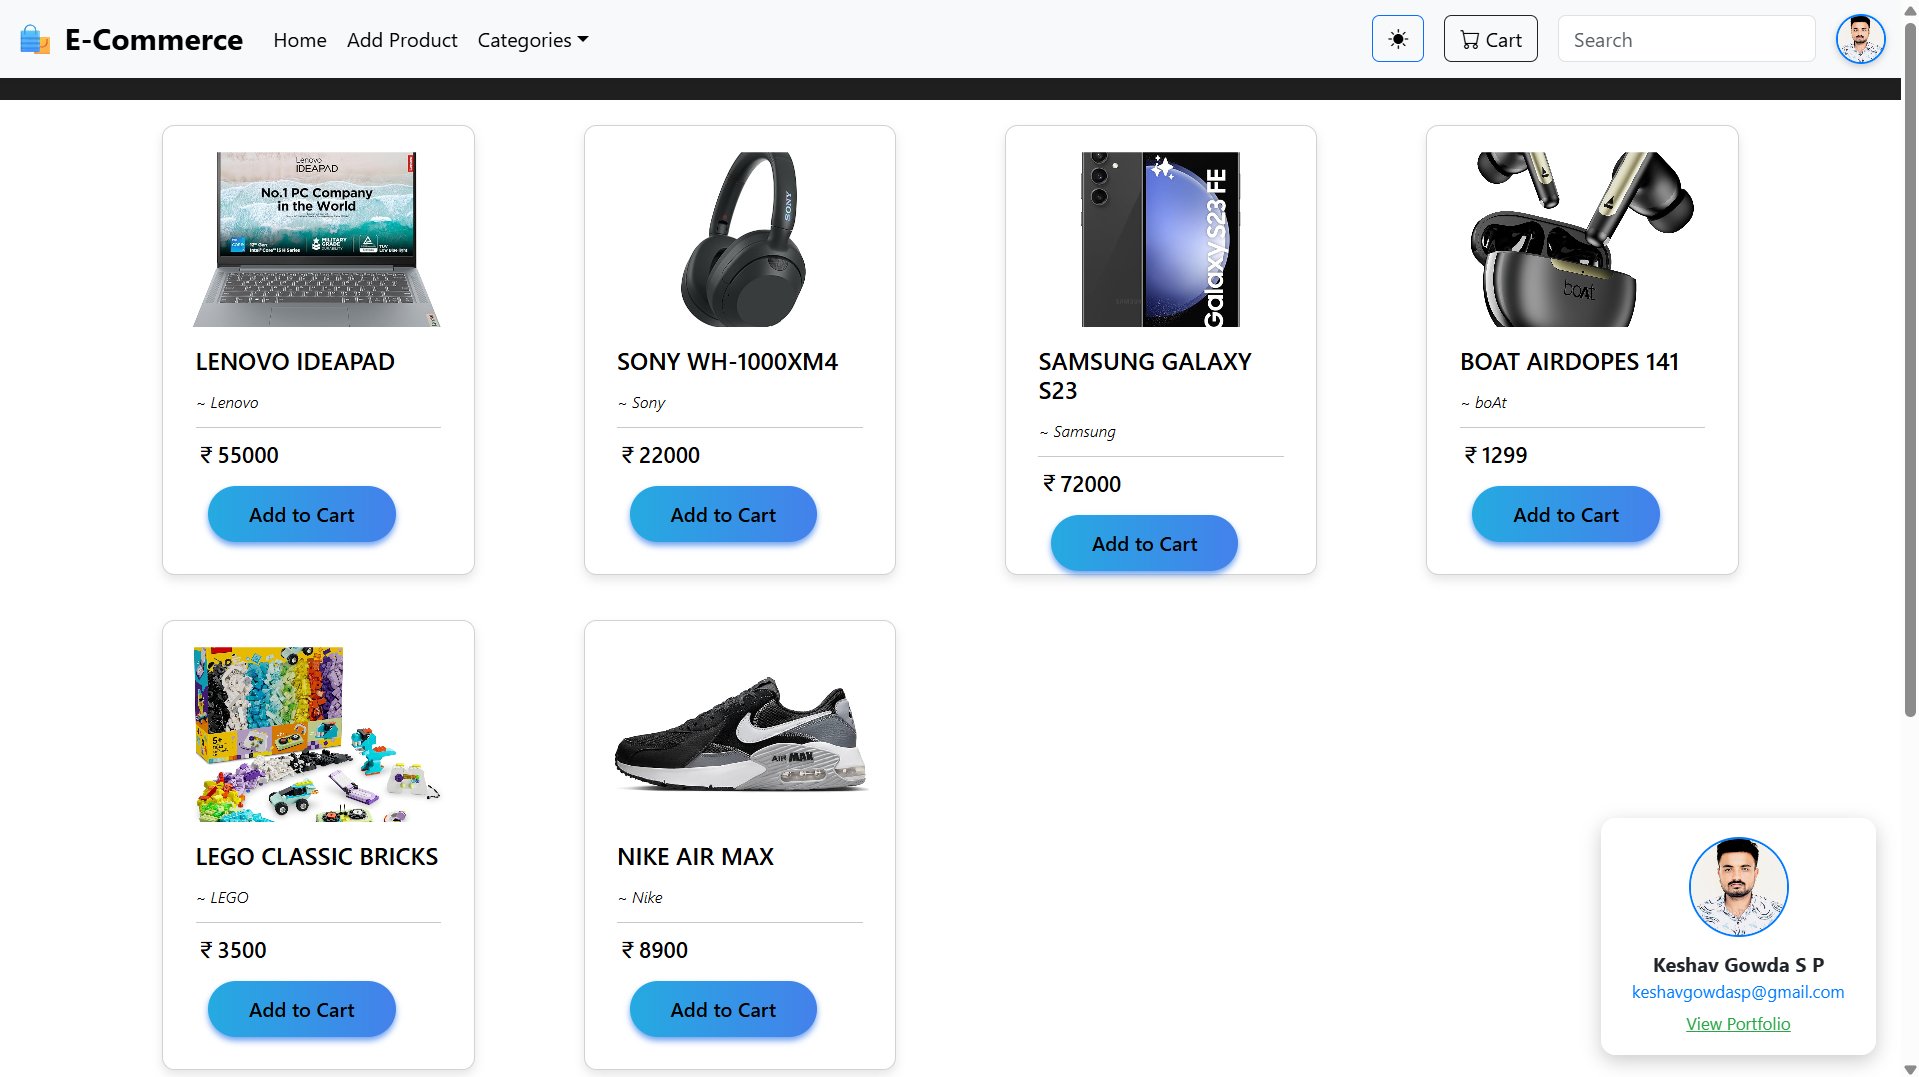 E-Commerce
Home
Add Product
Categories
Cart
Search
Lenovo
IDEAPAD
No.1 PC Company
in the World
LENOVO IDEAPAD
~ Lenovo
₹ 55000
Add to Cart
SONY
SONY WH-1000XM4
~ Sony
₹ 22000
Add to Cart
Galaxy S23 FE
SAMSUNG
SAMSUNG GALAXY
S23
~ Samsung
₹ 72000
Add to Cart
boAt
BOAT AIRDOPES 141
~ boAt
₹ 1299
Add to Cart
5+
LEGO CLASSIC BRICKS
~ LEGO
₹ 3500
Add to Cart
AIR MAX
NIKE AIR MAX
~ Nike
₹ 8900
Add to Cart
Keshav Gowda S P
keshavgowdasp@gmail.com
View Portfolio